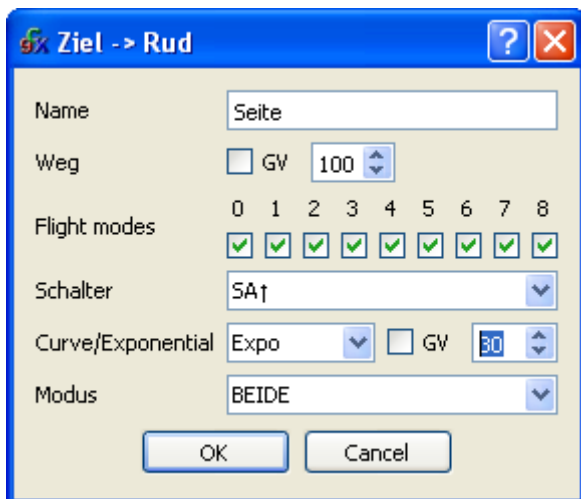 Ziel -> Rud
Name Seite
Weg GV 100
0 1 2 3 4 5 6 7 8
Flight modes
Schalter SA↑
Curve/Exponential Expo GV 30
Modus BEIDE
OK Cancel